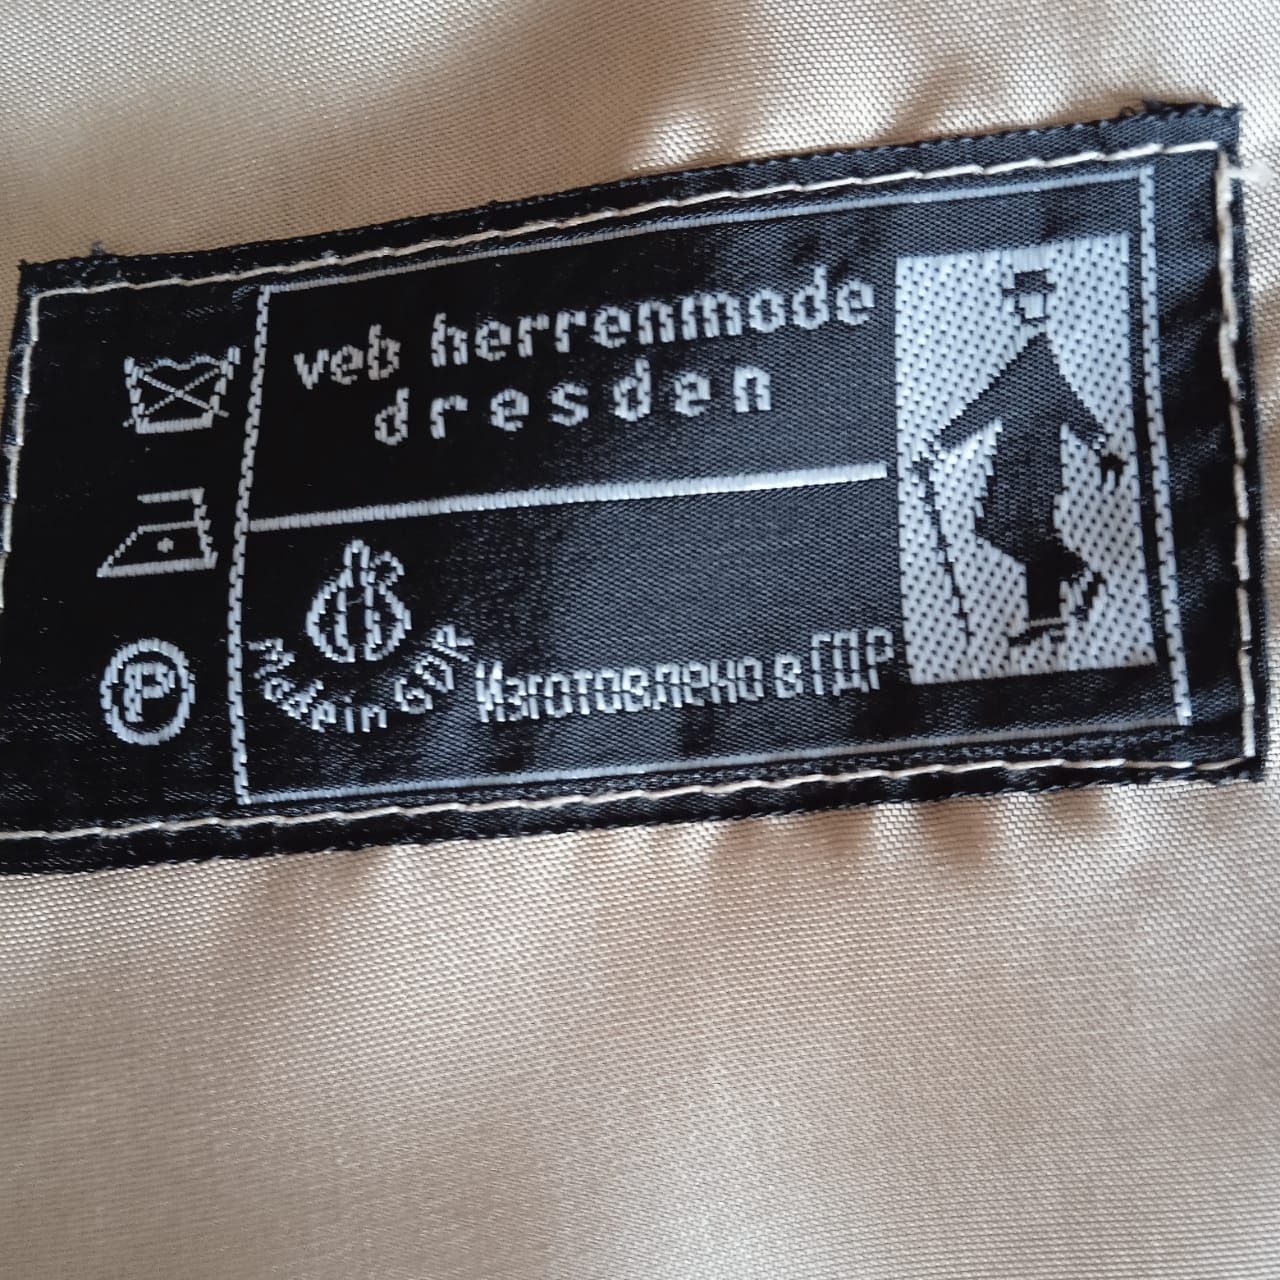 veb herrenmode
dresden
Made in GDR
Изготовлено в ГДР
P